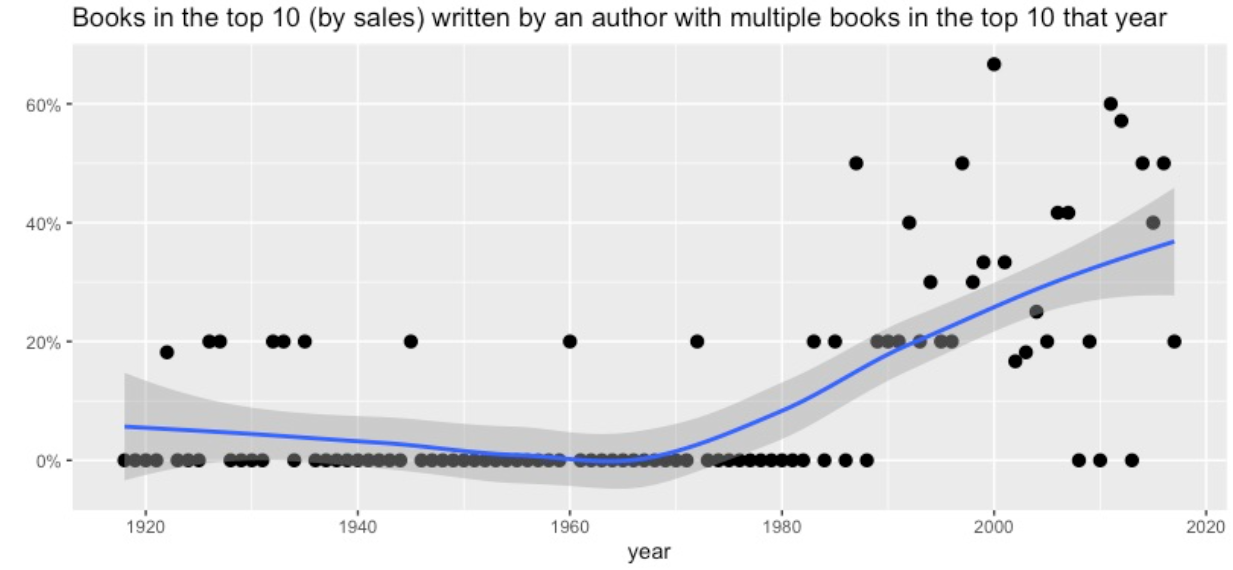 Books in the top 10 (by sales) written by an author with multiple books in the top 10 that year
60%
40%
20%
0%
1920 1940 1960 1980 2000 2020
year